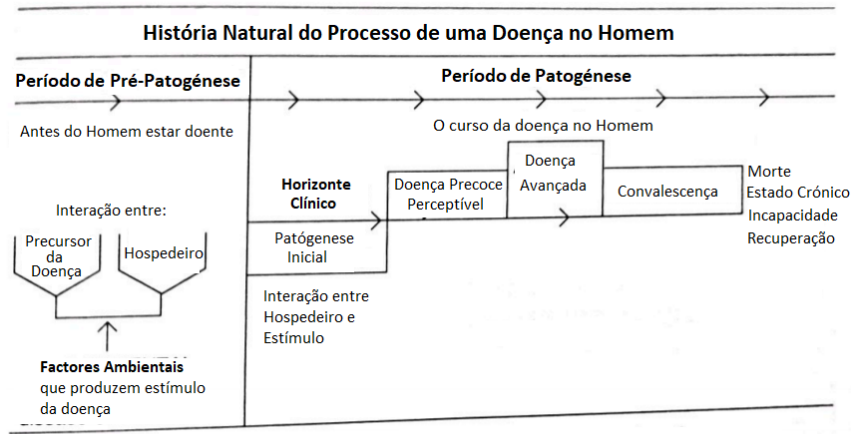 História Natural do Processo de uma Doença no Homem
Período de Pré-Patogénese
Período de Patogénese
Antes do Homem estar doente
O curso da doença no Homem
Interação entre:
Precursor
da
Doença
Hospedeiro
Factores Ambientais
que produzem estímulo
da doença
Horizonte
Clínico
Patógenese
Inicial
Interação entre
Hospedeiro e
Estímulo
Doença Precoce
Perceptível
Doença
Avançada
Convalescença
Morte
Estado Crónico
Incapacidade
Recuperação